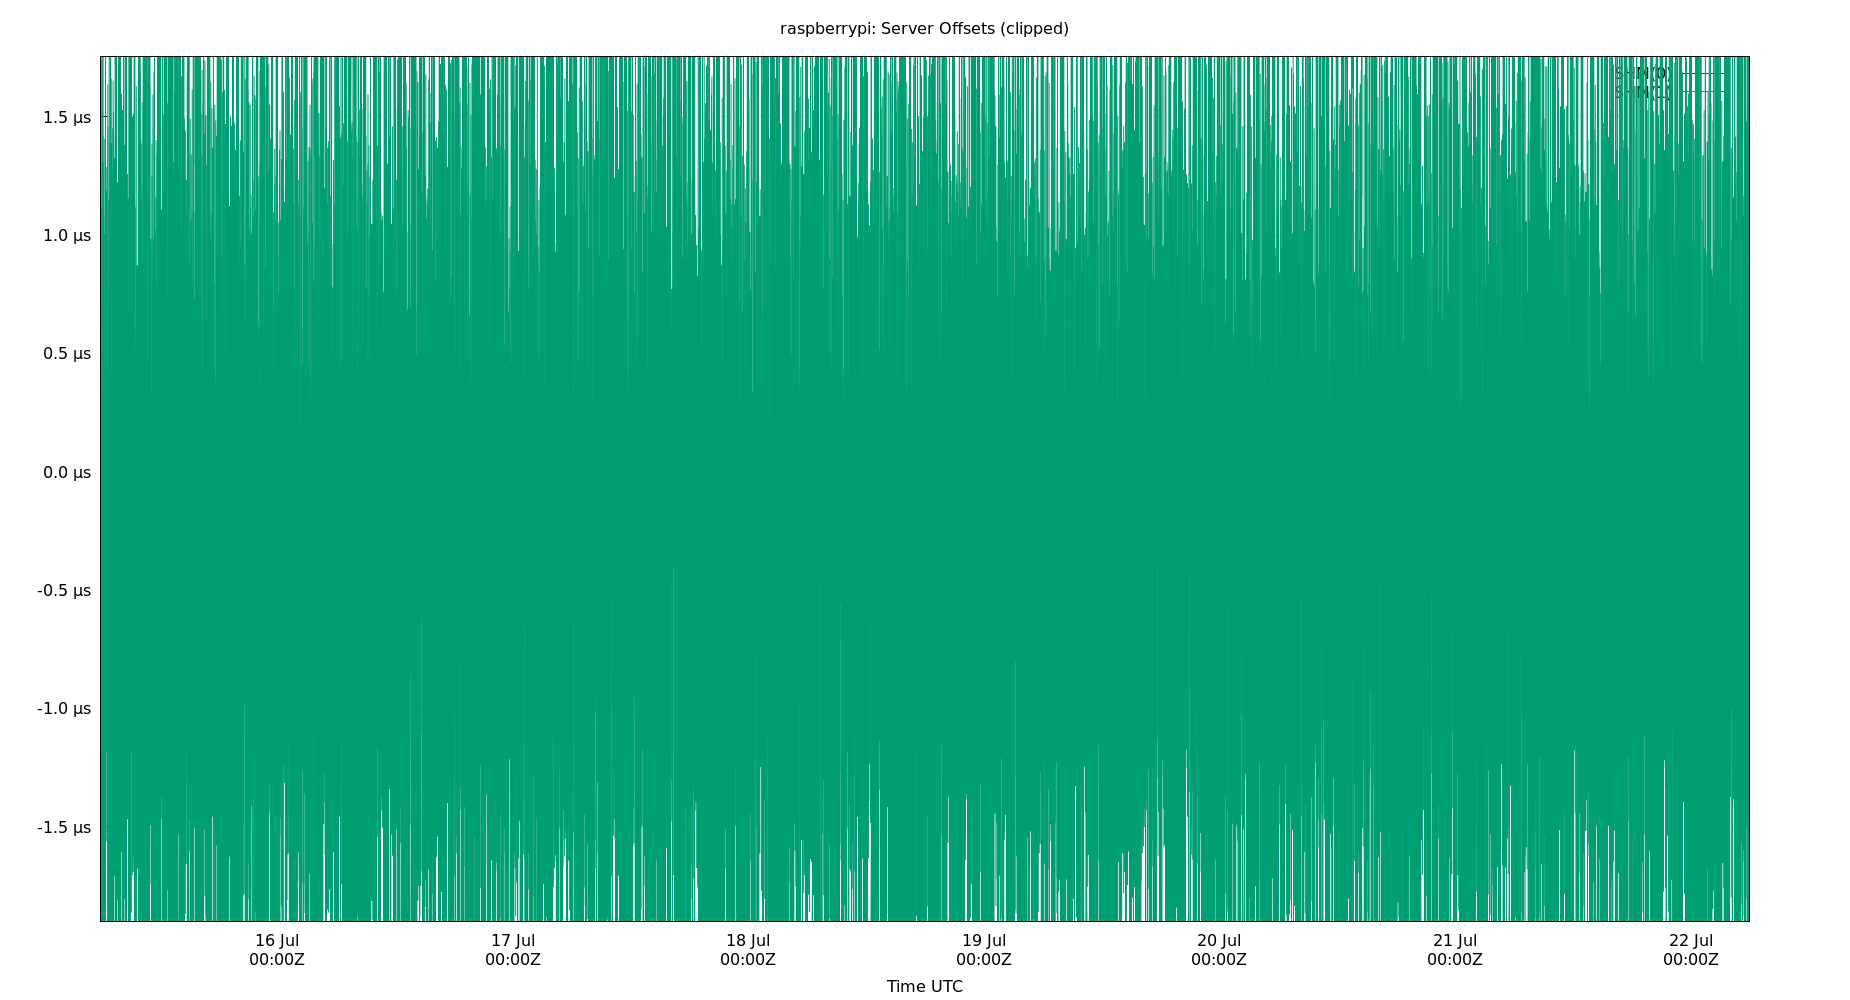 raspberrypi: Server Offsets (clipped)
SHM(0)
1.5 µs
1.0 µs
0.5 µs
0.0 µs
-0.5 µs
-1.0 µs
-1.5 µs
16 Jul 17 Jul 18 Jul 19 Jul 20 Jul 21 Jul 22 Jul
00:00Z 00:00Z 00:00Z 00:00Z 00:00Z 00:00Z 00:00Z
Time UTC